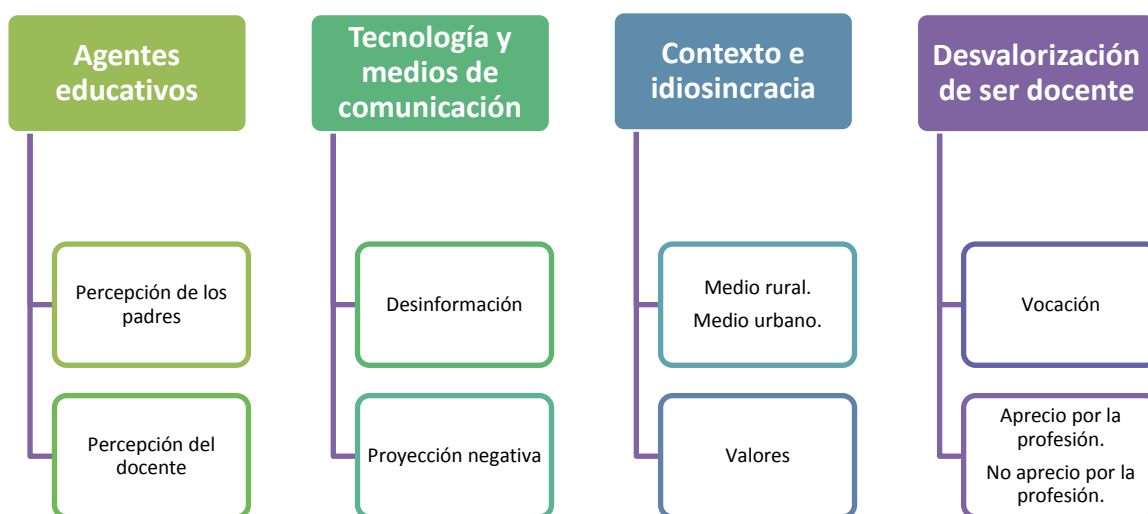 Agentes
educativos
Percepción de los
padres
Percepción del
docente
Tecnología y
medios de
comunicación
Desinformación
Proyección negativa
Contexto e
idiosincracia
Medio rural.
Medio urbano.
Valores
Desvalorización
de ser docente
Vocación
Aprecio por la
profesión.
No aprecio por la
profesión.